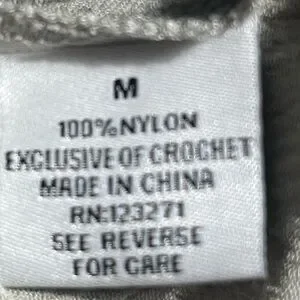 M
100%NYLON
EXCLUSIVE OF CROCHET
MADE IN CHINA
RN:123271
SEE REVERSE
FOR CARE